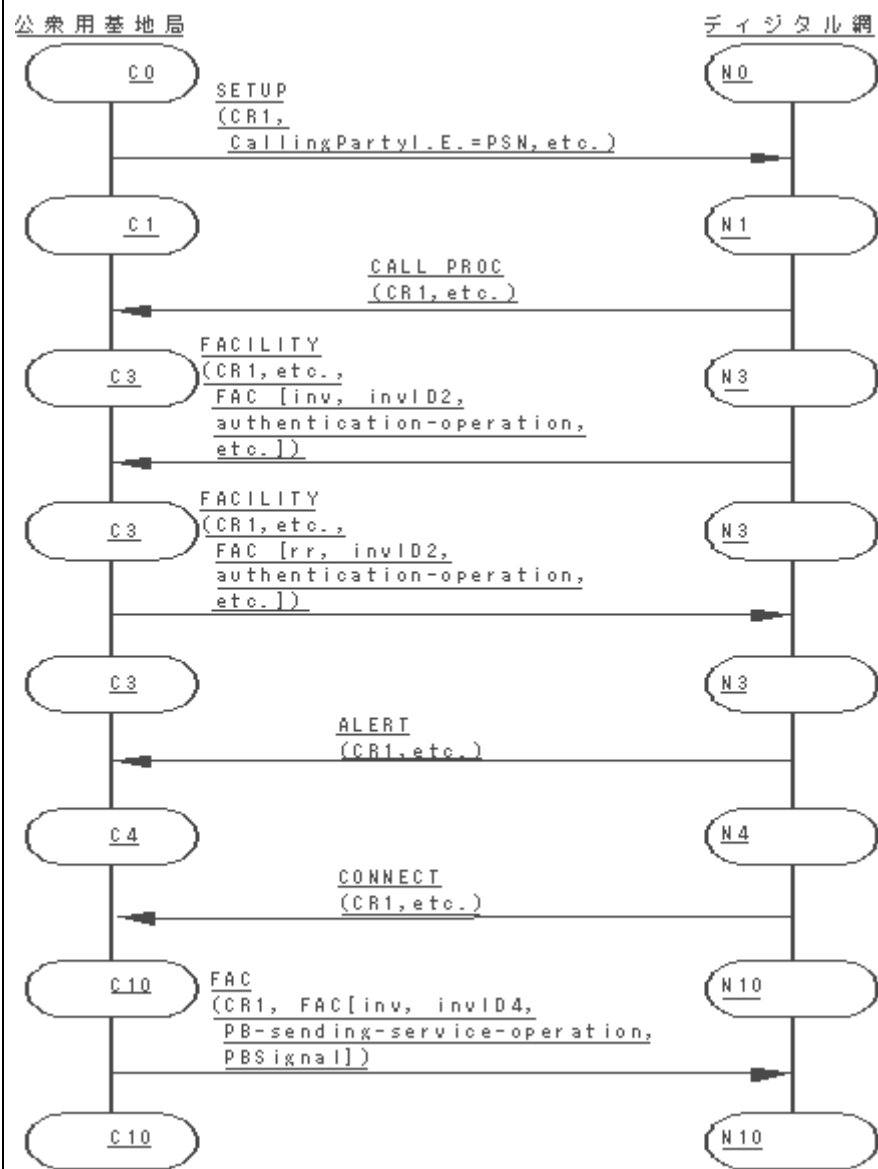 公衆用基地局 ディジタル網
C0 N0
SETUP
(CR1,
CallingPartyI.E.=PSN,etc.)
C1 N1
CALL PROC
(CR1,etc.)
FACILITY
C3 (CR1,etc., N3
FAC [inv, invID2,
authentication-operation,
etc.])
FACILITY
C3 (CR1,etc., N3
FAC [rr, invID2,
authentication-operation,
etc.])
C3 N3
ALERT
(CR1,etc.)
C4 N4
CONNECT
(CR1,etc.)
FAC
C10 N10
(CR1, FAC[inv, invID4,
PB-sending-service-operation,
PBSignal])
C10 N10